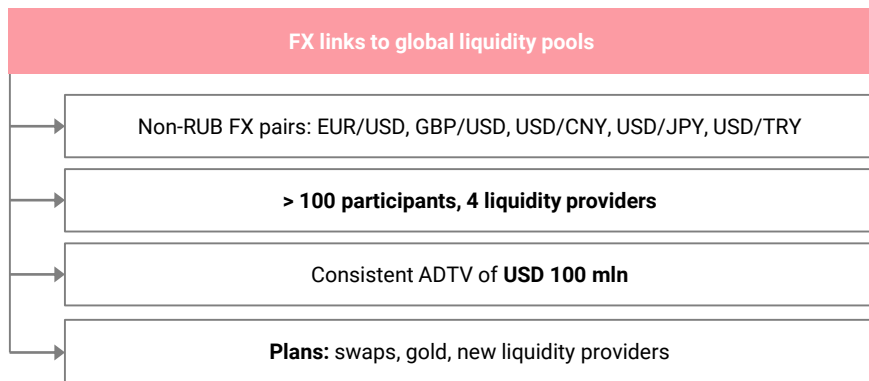 FX links to global liquidity pools
Non-RUB FX pairs: EUR/USD, GBP/USD, USD/CNY, USD/JPY, USD/TRY
> 100 participants, 4 liquidity providers
Consistent ADTV of USD 100 mln
Plans: swaps, gold, new liquidity providers